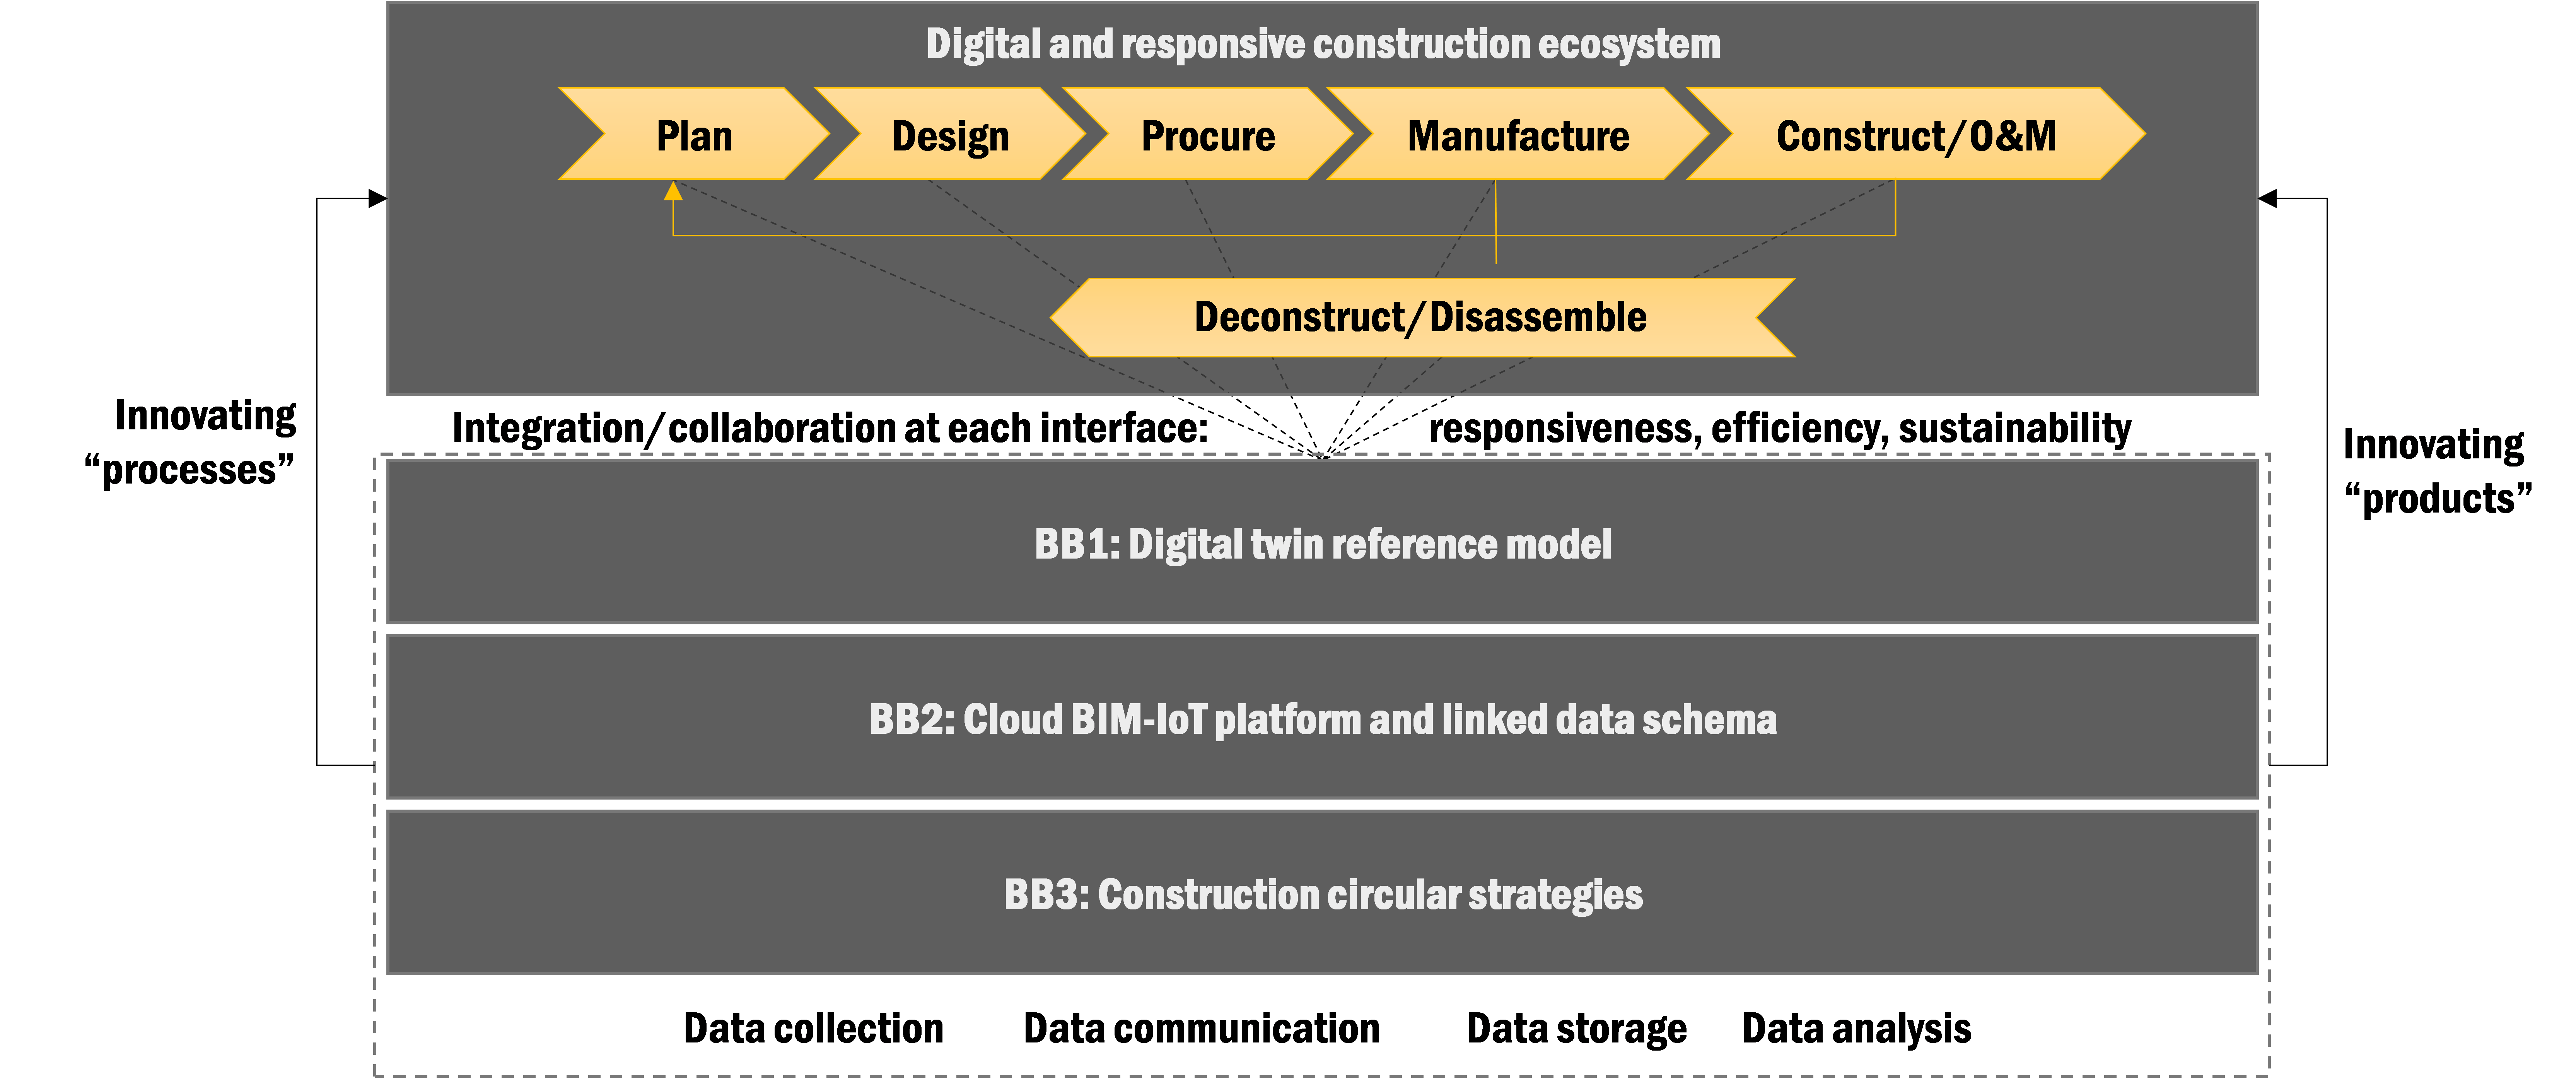 Digital and responsive construction ecosystem
Plan
Design
Procure
Manufacture
Construct/O&M
Deconstruct/Disassemble
Innovating
“processes”
Integration/collaboration at each interface:
responsiveness, efficiency, sustainability
Innovating
“products”
BB1: Digital twin reference model
BB2: Cloud BIM-IoT platform and linked data schema
BB3: Construction circular strategies
Data collection
Data communication
Data storage
Data analysis